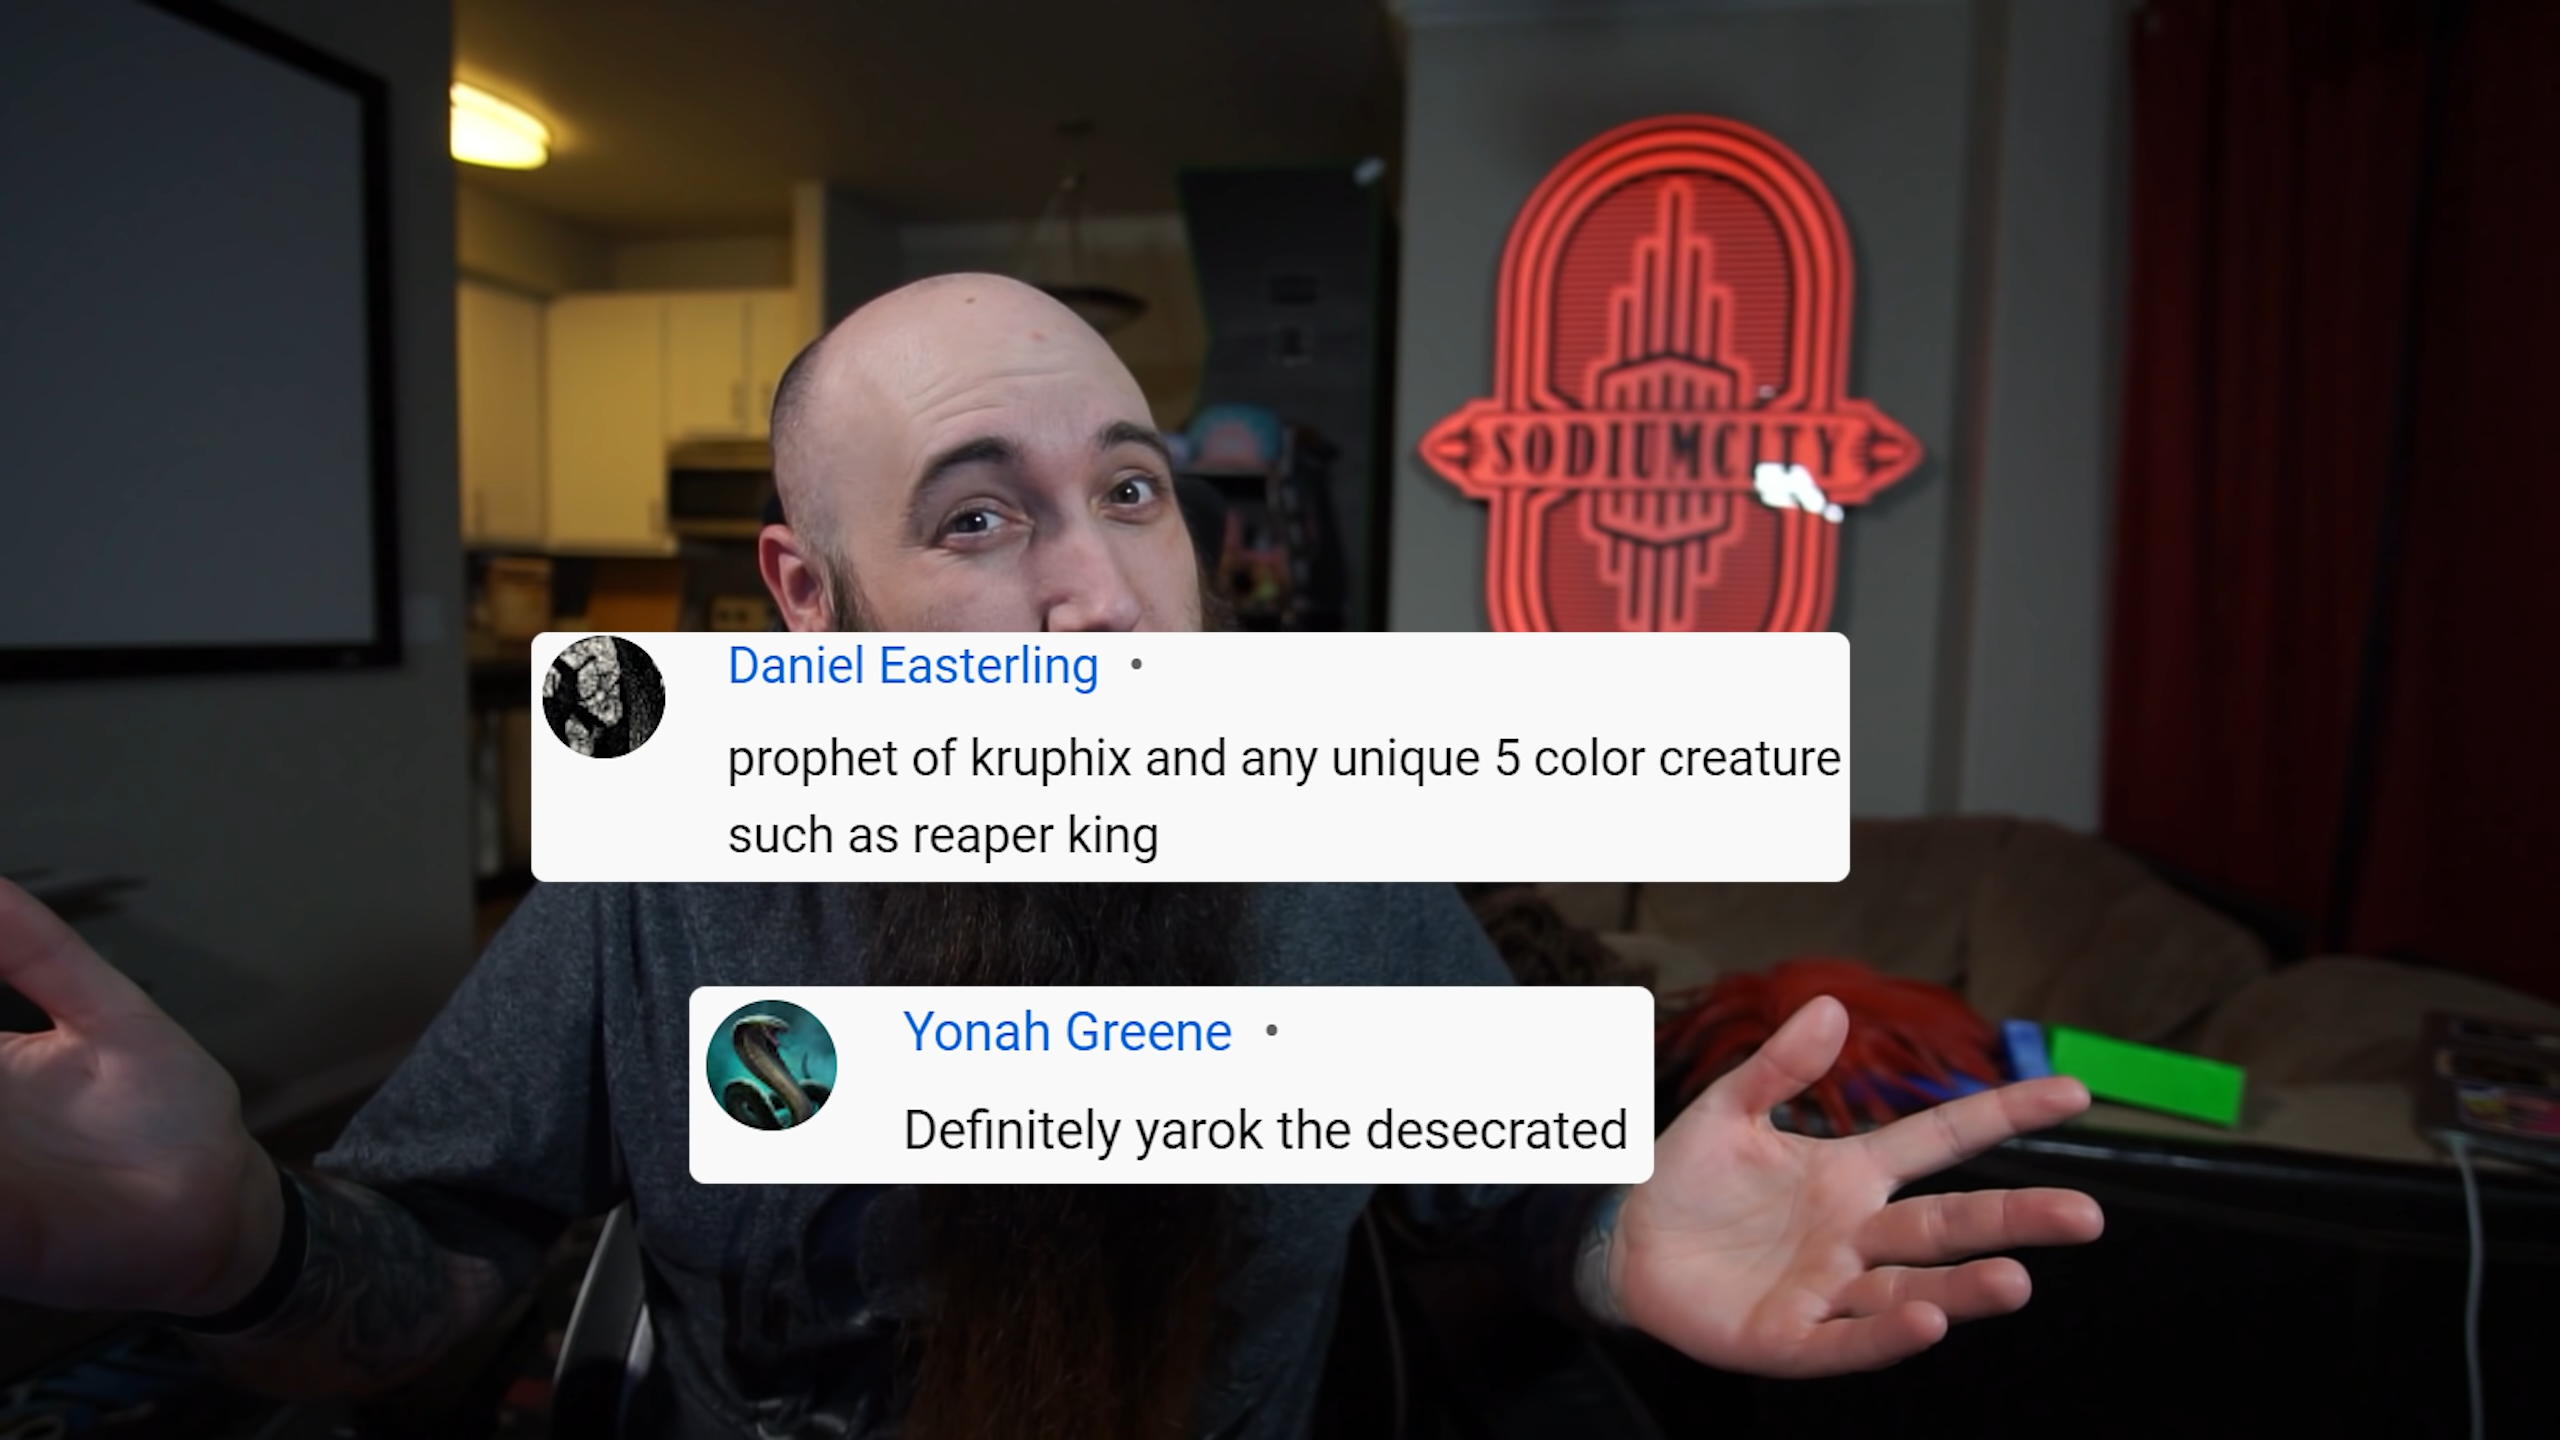 SODIUMCITY
Daniel Easterling •
prophet of kruphix and any unique 5 color creature
such as reaper king
Yonah Greene •
Definitely yarok the desecrated